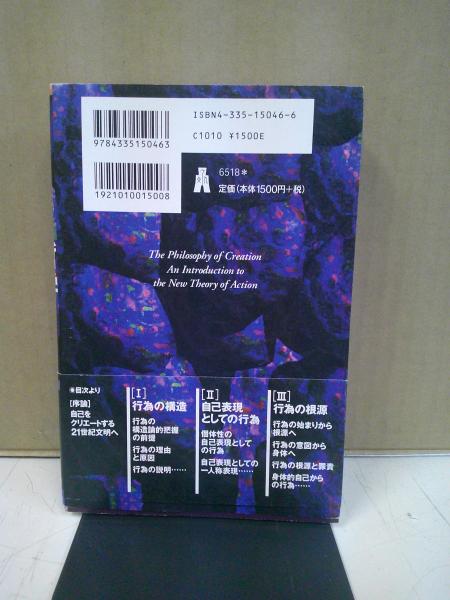 ISBN4-335-15046-6
C1010 ¥1500E
9784335150463
1921010015008
6518*
定価(本体1500円+税)
The Philosophy of Creation
An Introduction to
the New Theory of Action
●目次より
[序論]
自己を
クリエートする
21世紀文明へ
[I]
行為の構造
行為の
構造論的把握
の前提
行為の理由
と原因
行為の説明……
[II]
自己表現
としての行為
個体性の
自己表現として
の行為
自己表現としての
一人称表現……
[III]
行為の根源
行為の始まりから
根源へ
行為の意図から
身体へ
行為の根源と罪責
身体的自己から
の行為……